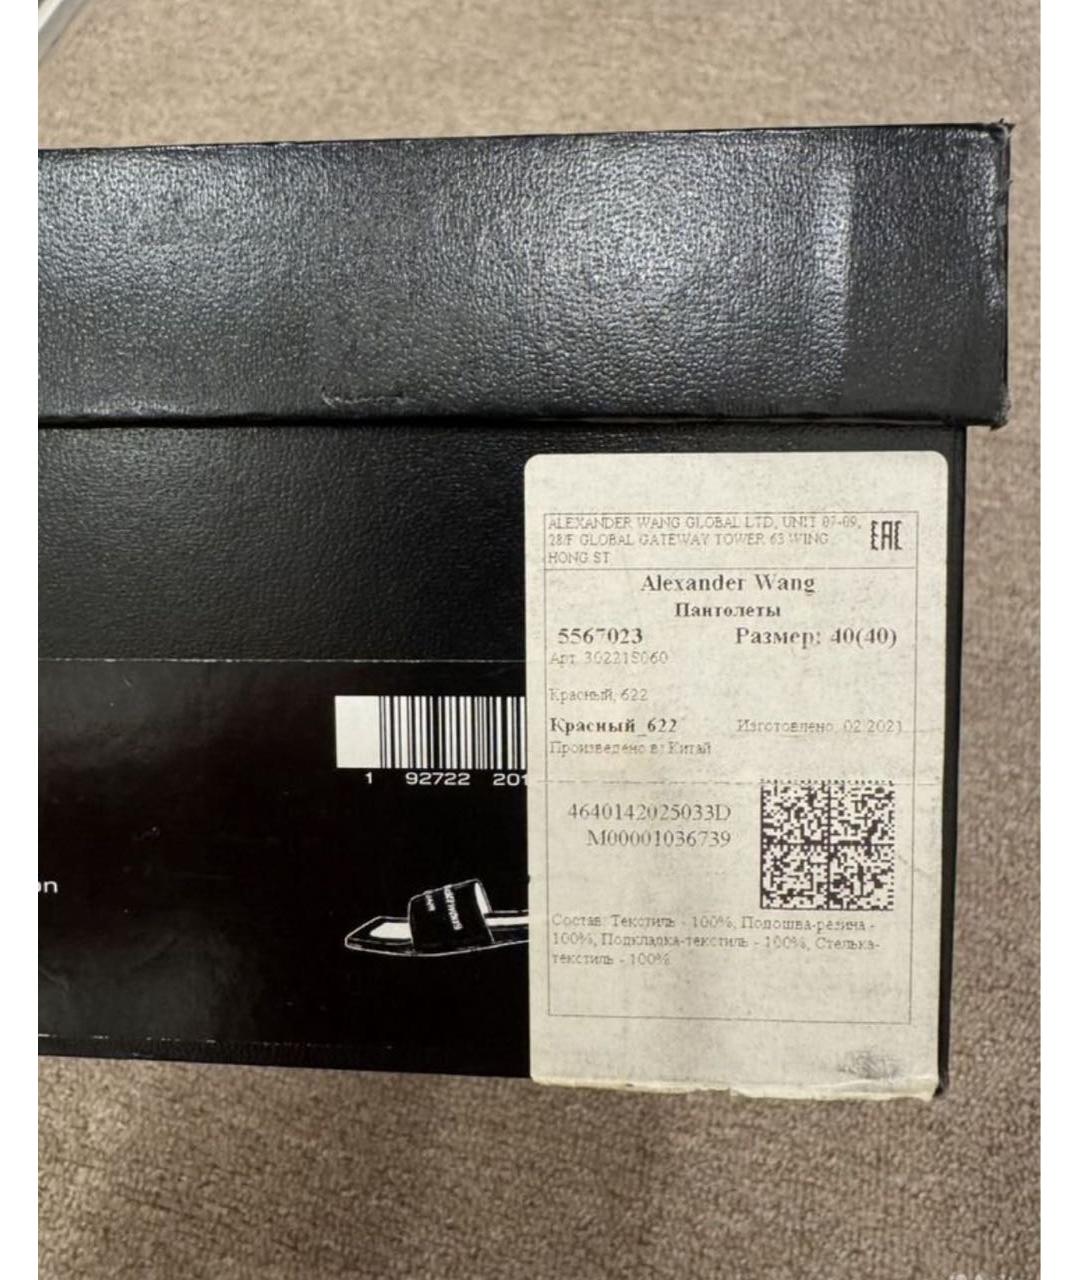 ALEXANDER WANG GLOBAL LTD, UNIT 07-09,
28/F GLOBAL GATEWAY TOWER 63 WING
HONG ST
EAC
Alexander Wang
Пантолеты
5567023 Размер: 40(40)
Арт. 30221S060
Красный, 622
Красный_622 Изготовлено: 02.2021
Произведено в: Китай
1 92722 201
4640142025033D
M00001036739
on
Состав: Текстиль - 100%, Подошва-резина -
100%, Подкладка-текстиль - 100%, Стелька-
текстиль - 100%